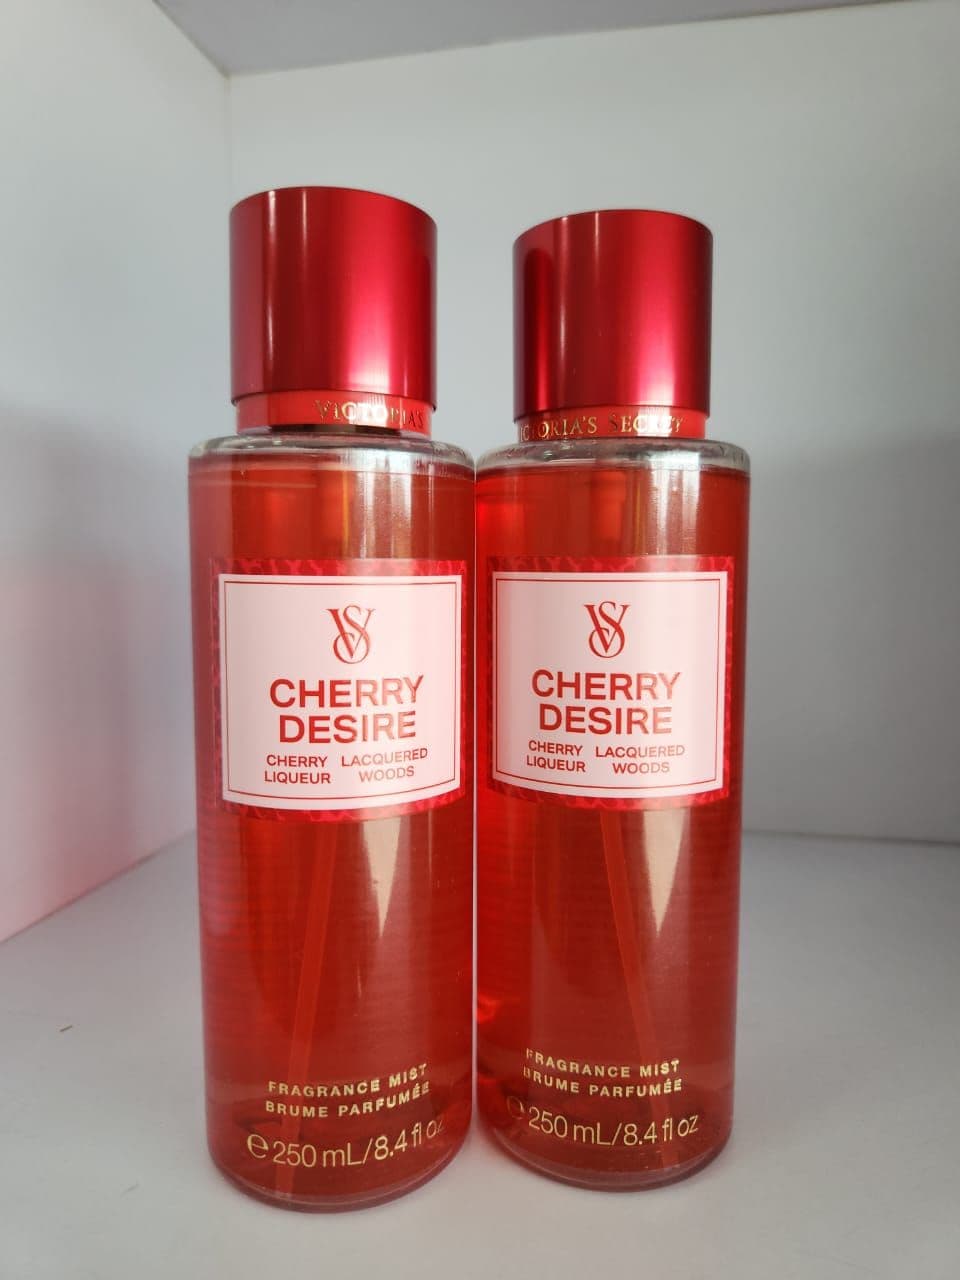 VICTORIA'S
VS
CHERRY
DESIRE
CHERRY LACQUERED
LIQUEUR WOODS
FRAGRANCE MIST
BRUME PARFUMÉE
℮ 250 mL/8.4 fl oz
VICTORIA'S SECRET
VS
CHERRY
DESIRE
CHERRY LACQUERED
LIQUEUR WOODS
FRAGRANCE MIST
BRUME PARFUMÉE
℮ 250 mL/8.4 fl oz